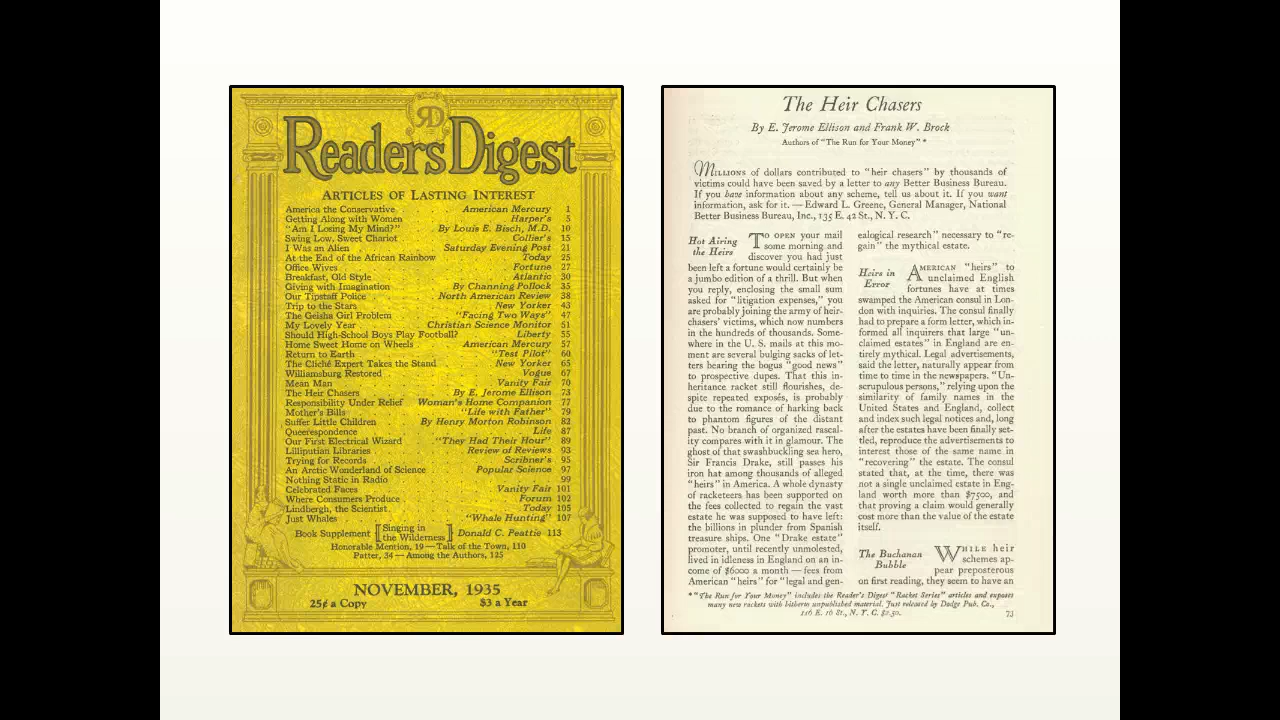 RD
Reader's Digest
ARTICLES OF LASTING INTEREST
America the Conservative . American Mercury 1
Getting Along with Women . Harper's 5
"Am I Losing My Mind?" . By Louis E. Bisch, M.D. 10
Swing Low, Sweet Chariot . Collier's 15
I Was an Alien . Saturday Evening Post 21
At the End of the African Rainbow . Today 25
Office Wives . Fortune 27
Breakfast, Old Style . Atlantic 30
Giving with Imagination . By Channing Pollock 35
Our Tipstaff Police . North American Review 38
Trip to the Stars . New Yorker 43
The Geisha Girl Problem . "Facing Two Ways" 47
My Lovely Year . Christian Science Monitor 51
Should High School Boys Play Football? Liberty 55
Home Sweet Home on Wheels . American Mercury 57
Return to Earth . "Test Pilot" 60
The Cliché Expert Takes the Stand . New Yorker 65
Williamsburg Restored . Vogue 67
Mean Man . Vanity Fair 70
The Heir Chasers . By E. Jerome Ellison 73
Responsibility Under Relief Woman's Home Companion 77
Mother's Bills . "Life with Father" 79
Suffer Little Children . By Henry Morton Robinson 82
Queerespondence . Life 87
Our First Electrical Wizard . "They Had Their Hour" 89
Lilliputian Libraries . Review of Reviews 93
Trying for Records . Scribner's 95
An Arctic Wonderland of Science . Popular Science 97
Nothing Static in Radio . 99
Celebrated Faces . Vanity Fair 101
Where Consumers Produce . Forum 102
Lindbergh, the Scientist . Today 105
Just Whales . "Whale Hunting" 107
Book Supplement [Singing in the Wilderness] Donald C. Peattie 113
Honorable Mention, 19—Talk of the Town, 110
Patter, 34—Among the Authors, 125
NOVEMBER, 1935
25¢ a Copy $3 a Year
The Heir Chasers
By E. Jerome Ellison and Frank W. Brock
Authors of "The Run for Your Money" *
MILLIONS of dollars contributed to "heir chasers" by thousands of
victims could have been saved by a letter to any Better Business Bureau.
If you have information about any scheme, tell us about it. If you want
information, ask for it. — Edward L. Greene, General Manager, National
Better Business Bureau, Inc., 135 E. 42 St., N. Y. C.
Hot Airing
the Heirs
TO OPEN your mail
some morning and
discover you had just
been left a fortune would certainly be
a jumbo edition of a thrill. But when
you reply, enclosing the small sum
asked for "litigation expenses," you
are probably joining the army of heir-
chasers' victims, which now numbers
in the hundreds of thousands. Some-
where in the U. S. mails at this mo-
ment are several bulging sacks of let-
ters bearing the bogus "good news"
to prospective dupes. That this in-
heritance racket still flourishes, de-
spite repeated exposés, is probably
due to the romance of harking back
to phantom figures of the distant
past. No branch of organized rascal-
ity compares with it in glamour. The
ghost of that swashbuckling sea hero,
Sir Francis Drake, still passes his
iron hat among thousands of alleged
"heirs" in America. A whole dynasty
of racketeers has been supported on
the fees collected to regain the vast
estate he was supposed to have left:
the billions in plunder from Spanish
treasure ships. One "Drake estate"
promoter, until recently unmolested,
lived in idleness in England on an in-
come of $6000 a month — fees from
American "heirs" for "legal and gen-
ealogical research" necessary to "re-
gain" the mythical estate.
Heirs in
Error
AMERICAN "heirs" to
unclaimed English
fortunes have at times
swamped the American consul in Lon-
don with inquiries. The consul finally
had to prepare a form letter, which in-
formed all inquirers that large "un-
claimed estates" in England are en-
tirely mythical. Legal advertisements,
said the letter, naturally appear from
time to time in the newspapers. "Un-
scrupulous persons," relying upon the
similarity of family names in the
United States and England, collect
and index such legal notices and, long
after the estates have been finally set-
tled, reproduce the advertisements to
interest those of the same name in
"recovering" the estate. The consul
stated that, at the time, there was
not a single unclaimed estate in Eng-
land worth more than $7500, and
that proving a claim would generally
cost more than the value of the estate
itself.
The Buchanan
Bubble
WHILE heir
schemes ap-
pear preposterous
on first reading, they seem to have an
* "The Run for Your Money" includes the Reader's Digest "Racket Series" articles and exposes
many new rackets with hitherto unpublished material. Just released by Dodge Pub. Co.,
116 E. 16 St., N. Y. C. $2.50.
73